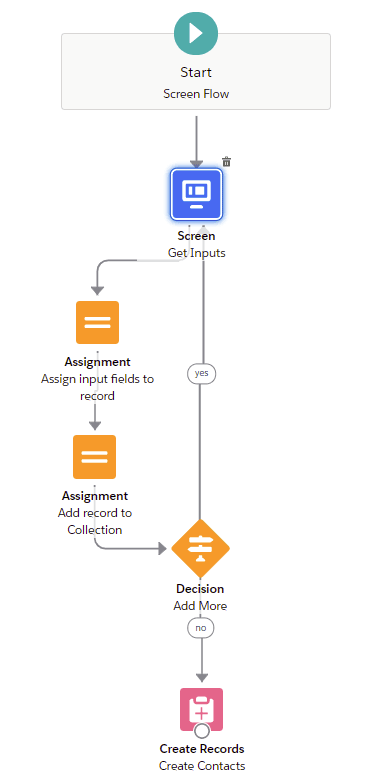 Start
Screen Flow
Screen
Get Inputs
Assignment
Assign input fields to
record
yes
Assignment
Add record to
Collection
Decision
Add More
no
Create Records
Create Contacts